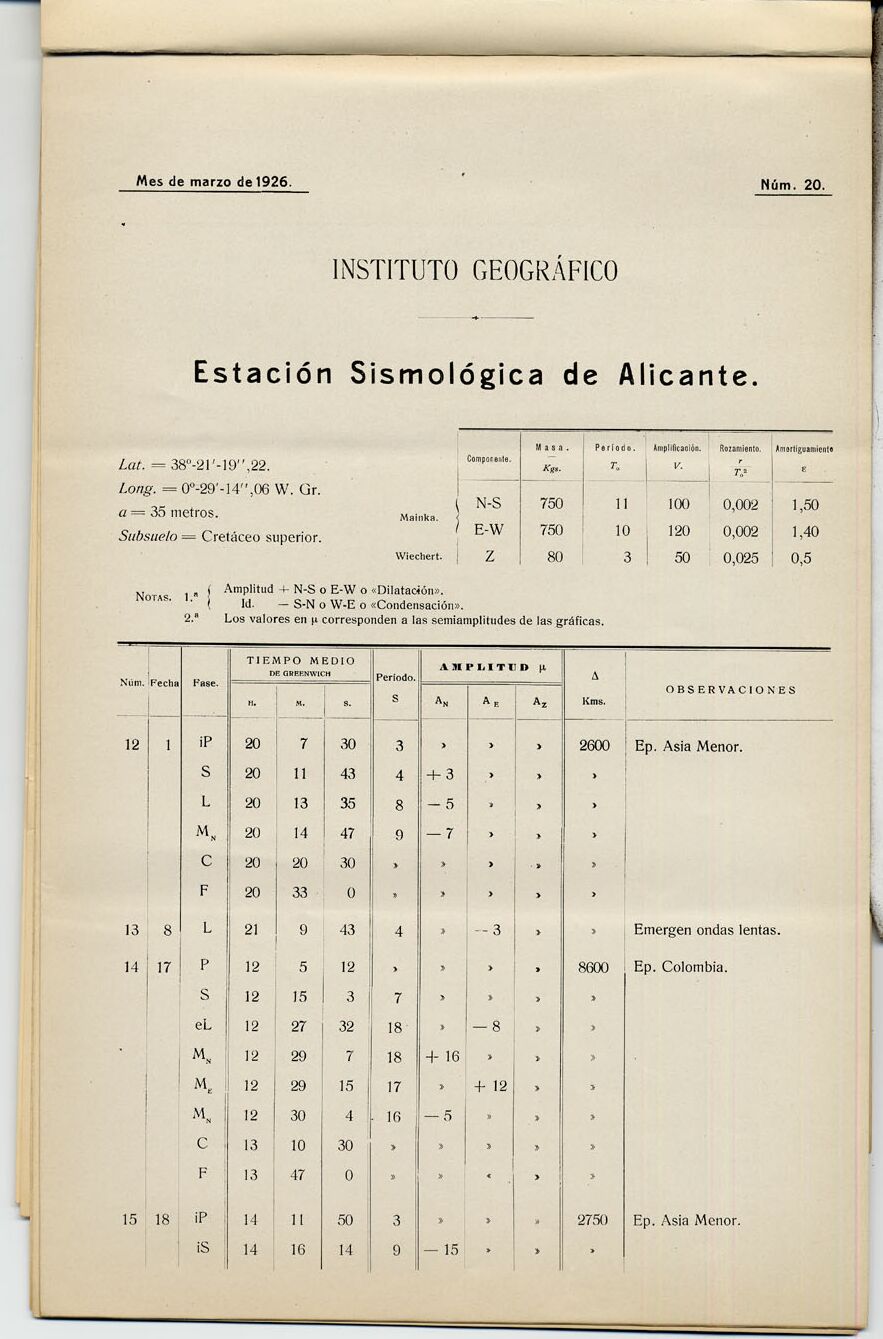 Mes de marzo de 1926.
Núm. 20.
INSTITUTO GEOGRÁFICO
Estación Sismológica de Alicante.
Lat. = 38º-21'-19'',22.
Long. = 0º-29'-14'',06 W. Gr.
a = 35 metros.
Subsuelo = Cretáceo superior.
Componente. Masa. Período. Amplificación. Rozamiento. Amortiguamiento
Kgs. T₀ V. r/T₀² ε
Mainka. N-S 750 11 100 0,002 1,50
E-W 750 10 120 0,002 1,40
Wiechert. Z 80 3 50 0,025 0,5
NOTAS. 1.ª Amplitud + N-S o E-W o «Dilatación».
Id. — S-N o W-E o «Condensación».
2.ª Los valores en μ corresponden a las semiamplitudes de las gráficas.
Núm. Fecha Fase. TIEMPO MEDIO DE GREENWICH Período. AMPLITUD μ Δ OBSERVACIONES
H. M. S. S A_N A_E A_Z Kms.
12 1 iP 20 7 30 3 » » » 2600 Ep. Asia Menor.
S 20 11 43 4 + 3 » » »
L 20 13 35 8 — 5 » » »
M_N 20 14 47 9 — 7 » » »
C 20 20 30 » » » » »
F 20 33 0 » » » » »
13 8 L 21 9 43 4 » — 3 » » Emergen ondas lentas.
14 17 P 12 5 12 » » » » 8600 Ep. Colombia.
S 12 15 3 7 » » » »
eL 12 27 32 18 » — 8 » »
M_N 12 29 7 18 + 16 » » »
M_E 12 29 15 17 » + 12 » »
M_N 12 30 4 16 — 5 » » »
C 13 10 30 » » » » »
F 13 47 0 » » « » »
15 18 iP 14 11 50 3 » » » 2750 Ep. Asia Menor.
iS 14 16 14 9 — 15 » » »